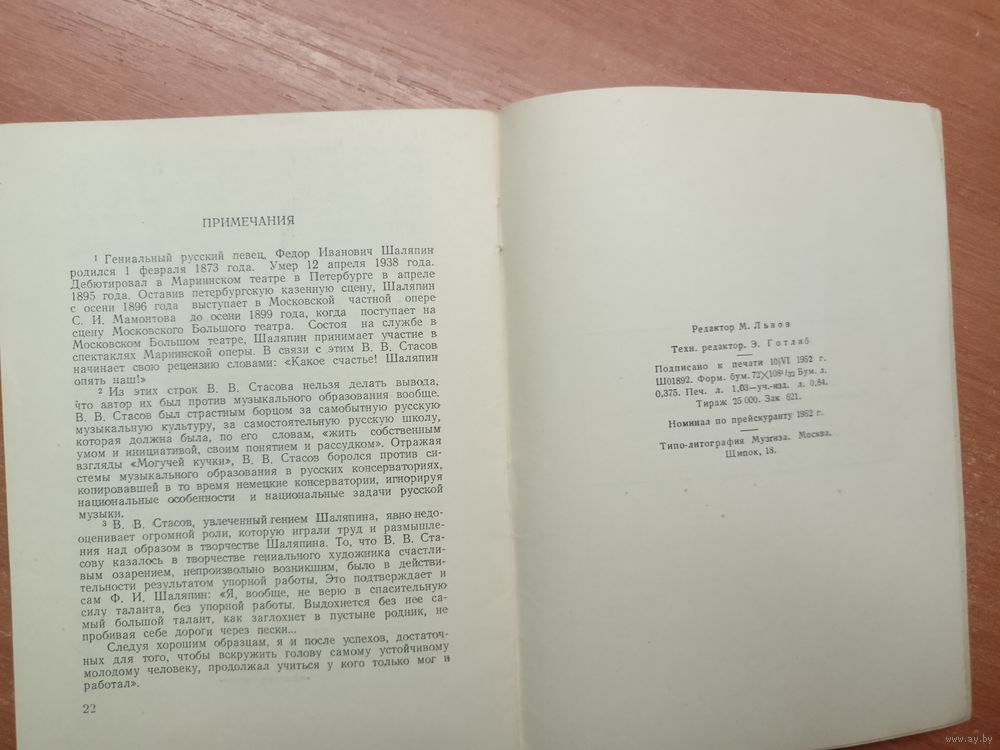 ПРИМЕЧАНИЯ
¹ Гениальный русский певец, Федор Иванович Шаляпин
родился 1 февраля 1873 года. Умер 12 апреля 1938 года.
Дебютировал в Мариинском театре в Петербурге в апреле
1895 года. Оставив петербургскую казенную сцену, Шаляпин
с осени 1896 года выступает в Московской частной опере
С. И. Мамонтова до осени 1899 года, когда поступает на
сцену Московского Большого театра. Состоя на службе в
Московском Большом театре, Шаляпин принимает участие в
спектаклях Мариинской оперы. В связи с этим В. В. Стасов
начинает свою рецензию словами: «Какое счастье! Шаляпин
опять наш!»
² Из этих строк В. В. Стасова нельзя делать вывода,
что автор их был против музыкального образования вообще.
В. В. Стасов был страстным борцом за самобытную русскую
музыкальную культуру, за самостоятельную русскую школу,
которая должна была, по его словам, «жить собственным
умом и инициативой, своим понятием и рассудком». Отражая
взгляды «Могучей кучки», В. В. Стасов боролся против си-
стемы музыкального образования в русских консерваториях,
копировавшей в то время немецкие консерватории, игнорируя
национальные особенности и национальные задачи русской
музыки.
³ В. В. Стасов, увлеченный гением Шаляпина, явно недо-
оценивает огромной роли, которую играли труд и размышле-
ния над образом в творчестве Шаляпина. То, что В. В. Ста-
сову казалось в творчестве гениального художника счастли-
вым озарением, непроизвольно возникшим, было в действи-
тельности результатом упорной работы. Это подтверждает и
сам Ф. И. Шаляпин: «Я, вообще, не верю в спасительную
силу таланта, без упорной работы. Выдохнется без нее са-
мый большой талант, как заглохнет в пустыне родник, не
пробивая себе дороги через пески...
Следуя хорошим образцам, я и после успехов, достаточ-
ных для того, чтобы вскружить голову самому устойчивому
молодому человеку, продолжал учиться у кого только мог и
работал».
22
Редактор М. Львов
Техн. редактор. Э. Готлиб
Подписано к печати 10/VI 1952 г.
Ш01892. Форм. бум. 72×108¹/₃₂ Бум. л.
0,375. Печ. л. 1,03—уч.-изд. л. 0,84.
Тираж 25 000. Зак 621.
Номинал по прейскуранту 1952 г.
Типо-литография Музгиза. Москва.
Щипок, 18.
www.ay.by